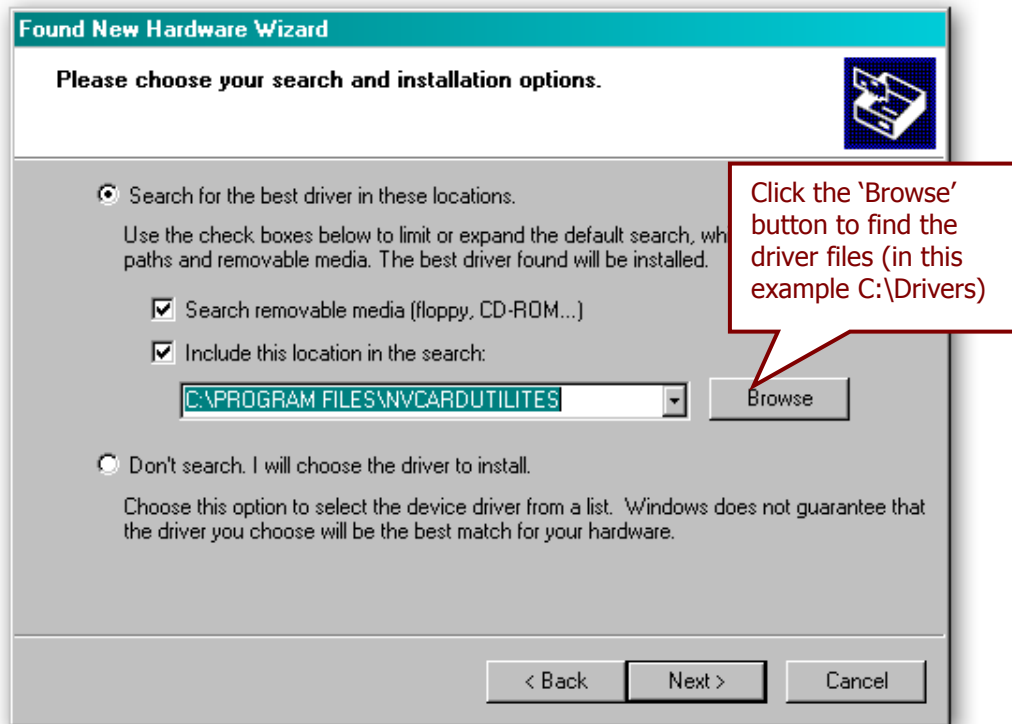 Found New Hardware Wizard
Please choose your search and installation options.
Search for the best driver in these locations.
Use the check boxes below to limit or expand the default search, wh
paths and removable media. The best driver found will be installed.
Search removable media (floppy, CD-ROM...)
Include this location in the search:
C:\PROGRAM FILES\NVCARDUTILITES
Browse
Click the ‘Browse’
button to find the
driver files (in this
example C:\Drivers)
Don't search. I will choose the driver to install.
Choose this option to select the device driver from a list. Windows does not guarantee that
the driver you choose will be the best match for your hardware.
< Back
Next >
Cancel